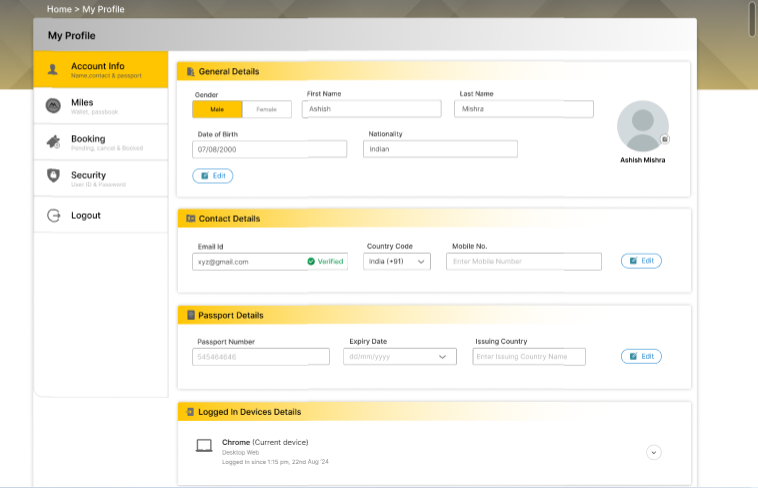 Home > My Profile
My Profile
Account Info
Name,contact & passport
Miles
Wallet, passbook
Booking
Pending, cancel & Booked
Security
User ID & Password
Logout
General Details
Gender
First Name
Last Name
Male
Female
Ashish
Mishra
Date of Birth
Nationality
07/08/2000
Indian
Edit
Ashish Mishra
Contact Details
Email Id
Country Code
Mobile No.
xyz@gmail.com
Verified
India (+91)
Enter Mobile Number
Edit
Passport Details
Passport Number
Expiry Date
Issuing Country
545464646
dd/mm/yyyy
Enter Issuing Country Name
Edit
Logged In Devices Details
Chrome (Current device)
Desktop Web
Logged In since 1:15 pm, 22nd Aug '24